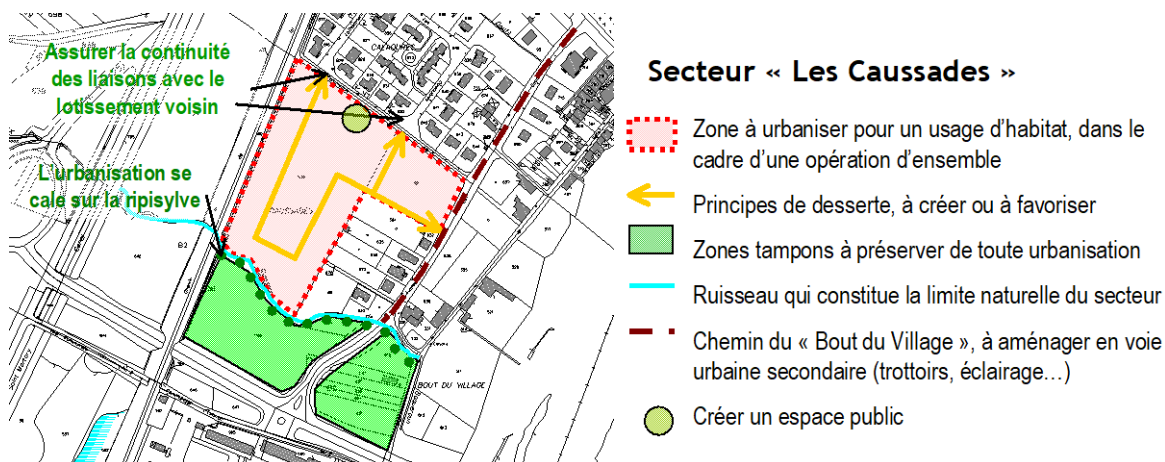 Assurer la continuité
des liaisons avec le
lotissement voisin
L'urbanisation se
cale sur la ripisylve
BOUT DU VILLAGE
Secteur « Les Caussades »
Zone à urbaniser pour un usage d'habitat, dans le
cadre d'une opération d'ensemble
Principes de desserte, à créer ou à favoriser
Zones tampons à préserver de toute urbanisation
Ruisseau qui constitue la limite naturelle du secteur
Chemin du « Bout du Village », à aménager en voie
urbaine secondaire (trottoirs, éclairage…)
Créer un espace public